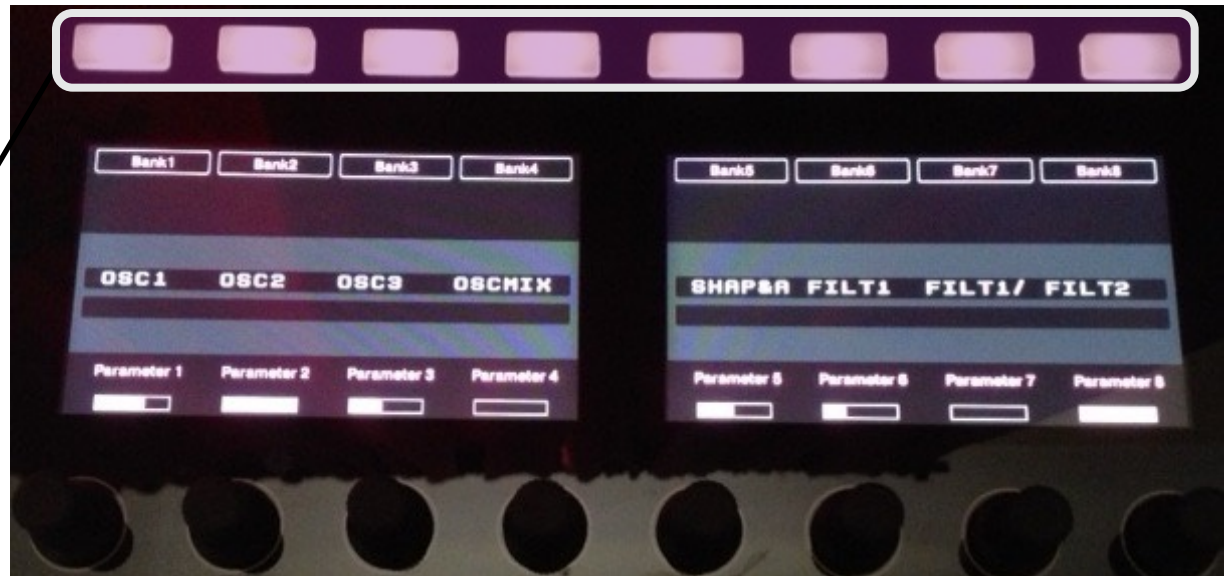 Bank1 Bank2 Bank3 Bank4 Bank5 Bank6 Bank7 Bank8
OSC1 OSC2 OSC3 OSCMIX SHAP&A FILT1 FILT1/ FILT2
Parameter 1 Parameter 2 Parameter 3 Parameter 4 Parameter 5 Parameter 6 Parameter 7 Parameter 8